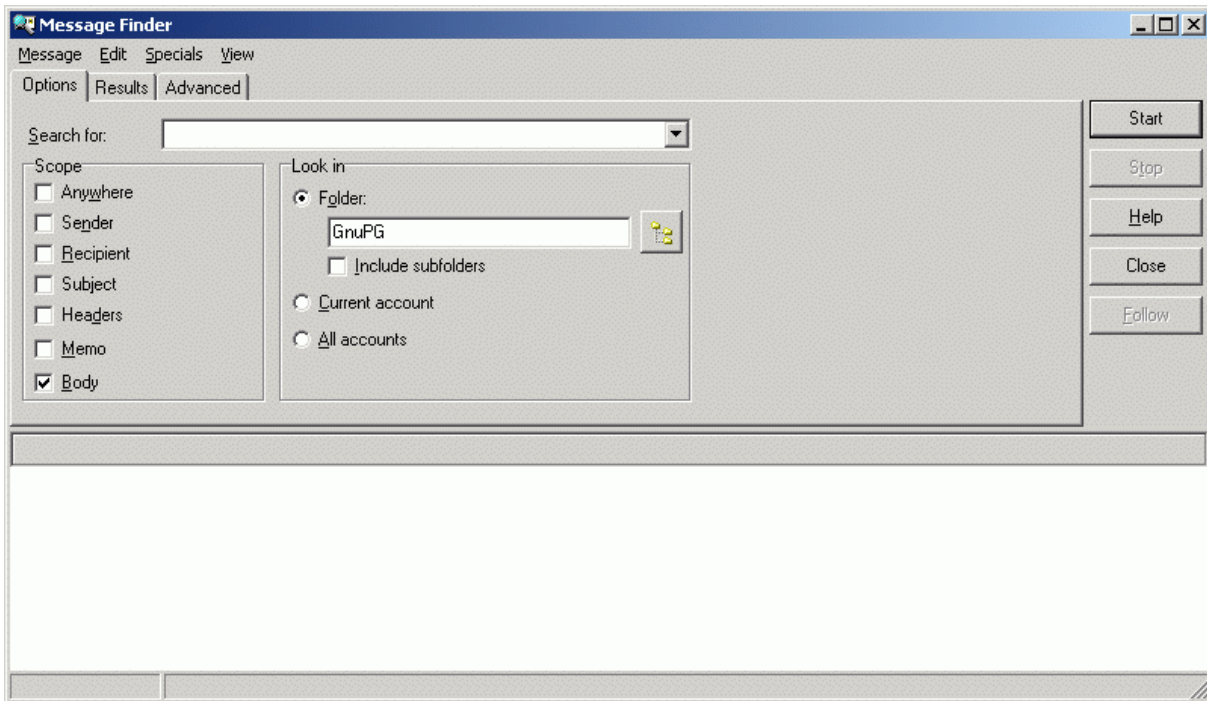 Message Finder
Message Edit Specials View
Options Results Advanced
Search for:
Scope
Anywhere
Sender
Recipient
Subject
Headers
Memo
Body
Look in
Folder:
GnuPG
Include subfolders
Current account
All accounts
Start
Stop
Help
Close
Follow